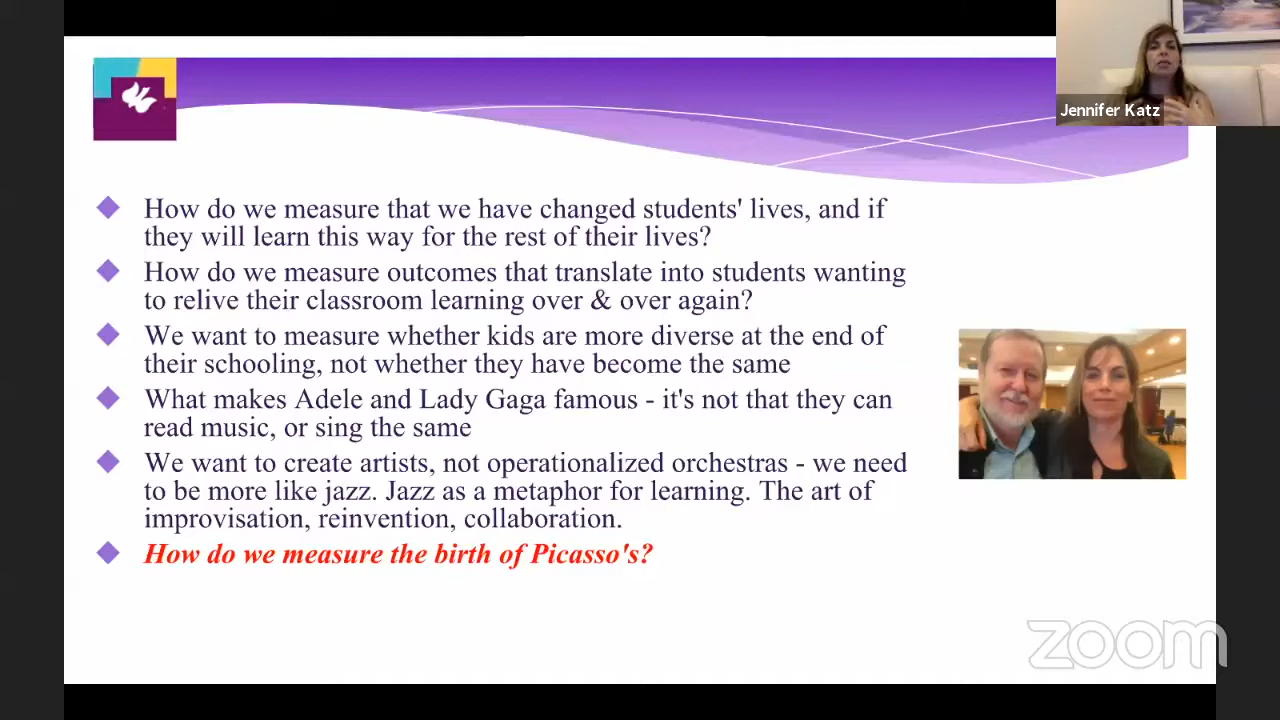 Jennifer Katz
How do we measure that we have changed students' lives, and if
they will learn this way for the rest of their lives?
How do we measure outcomes that translate into students wanting
to relive their classroom learning over & over again?
We want to measure whether kids are more diverse at the end of
their schooling, not whether they have become the same
What makes Adele and Lady Gaga famous - it's not that they can
read music, or sing the same
We want to create artists, not operationalized orchestras - we need
to be more like jazz. Jazz as a metaphor for learning. The art of
improvisation, reinvention, collaboration.
How do we measure the birth of Picasso's?
zoom